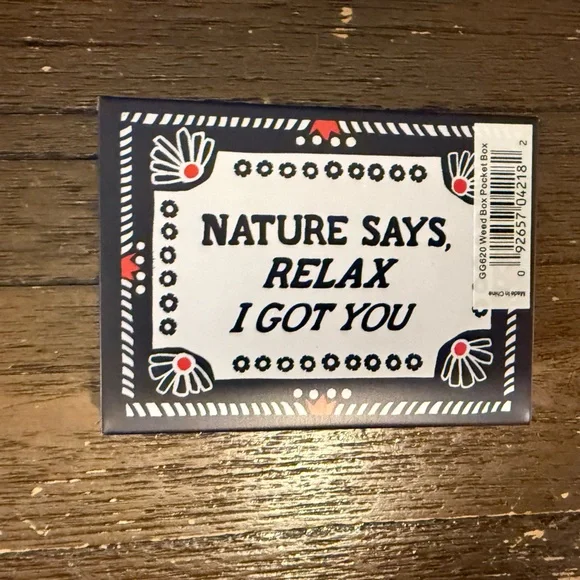 NATURE SAYS,
RELAX
I GOT YOU
GG620 Weed Box Pocket Box
0 92657 04218 2
Made in China